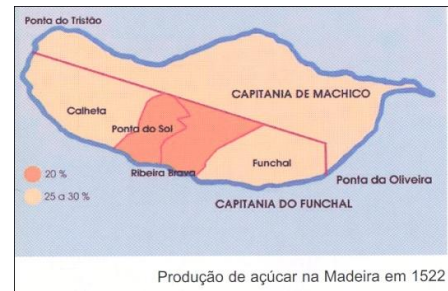 Ponta do Tristão
CAPITANIA DE MACHICO
Calheta
Ponta do Sol
Ribeira Brava
Funchal
Ponta da Oliveira
CAPITANIA DO FUNCHAL
20 %
25 a 30 %
Produção de açúcar na Madeira em 1522